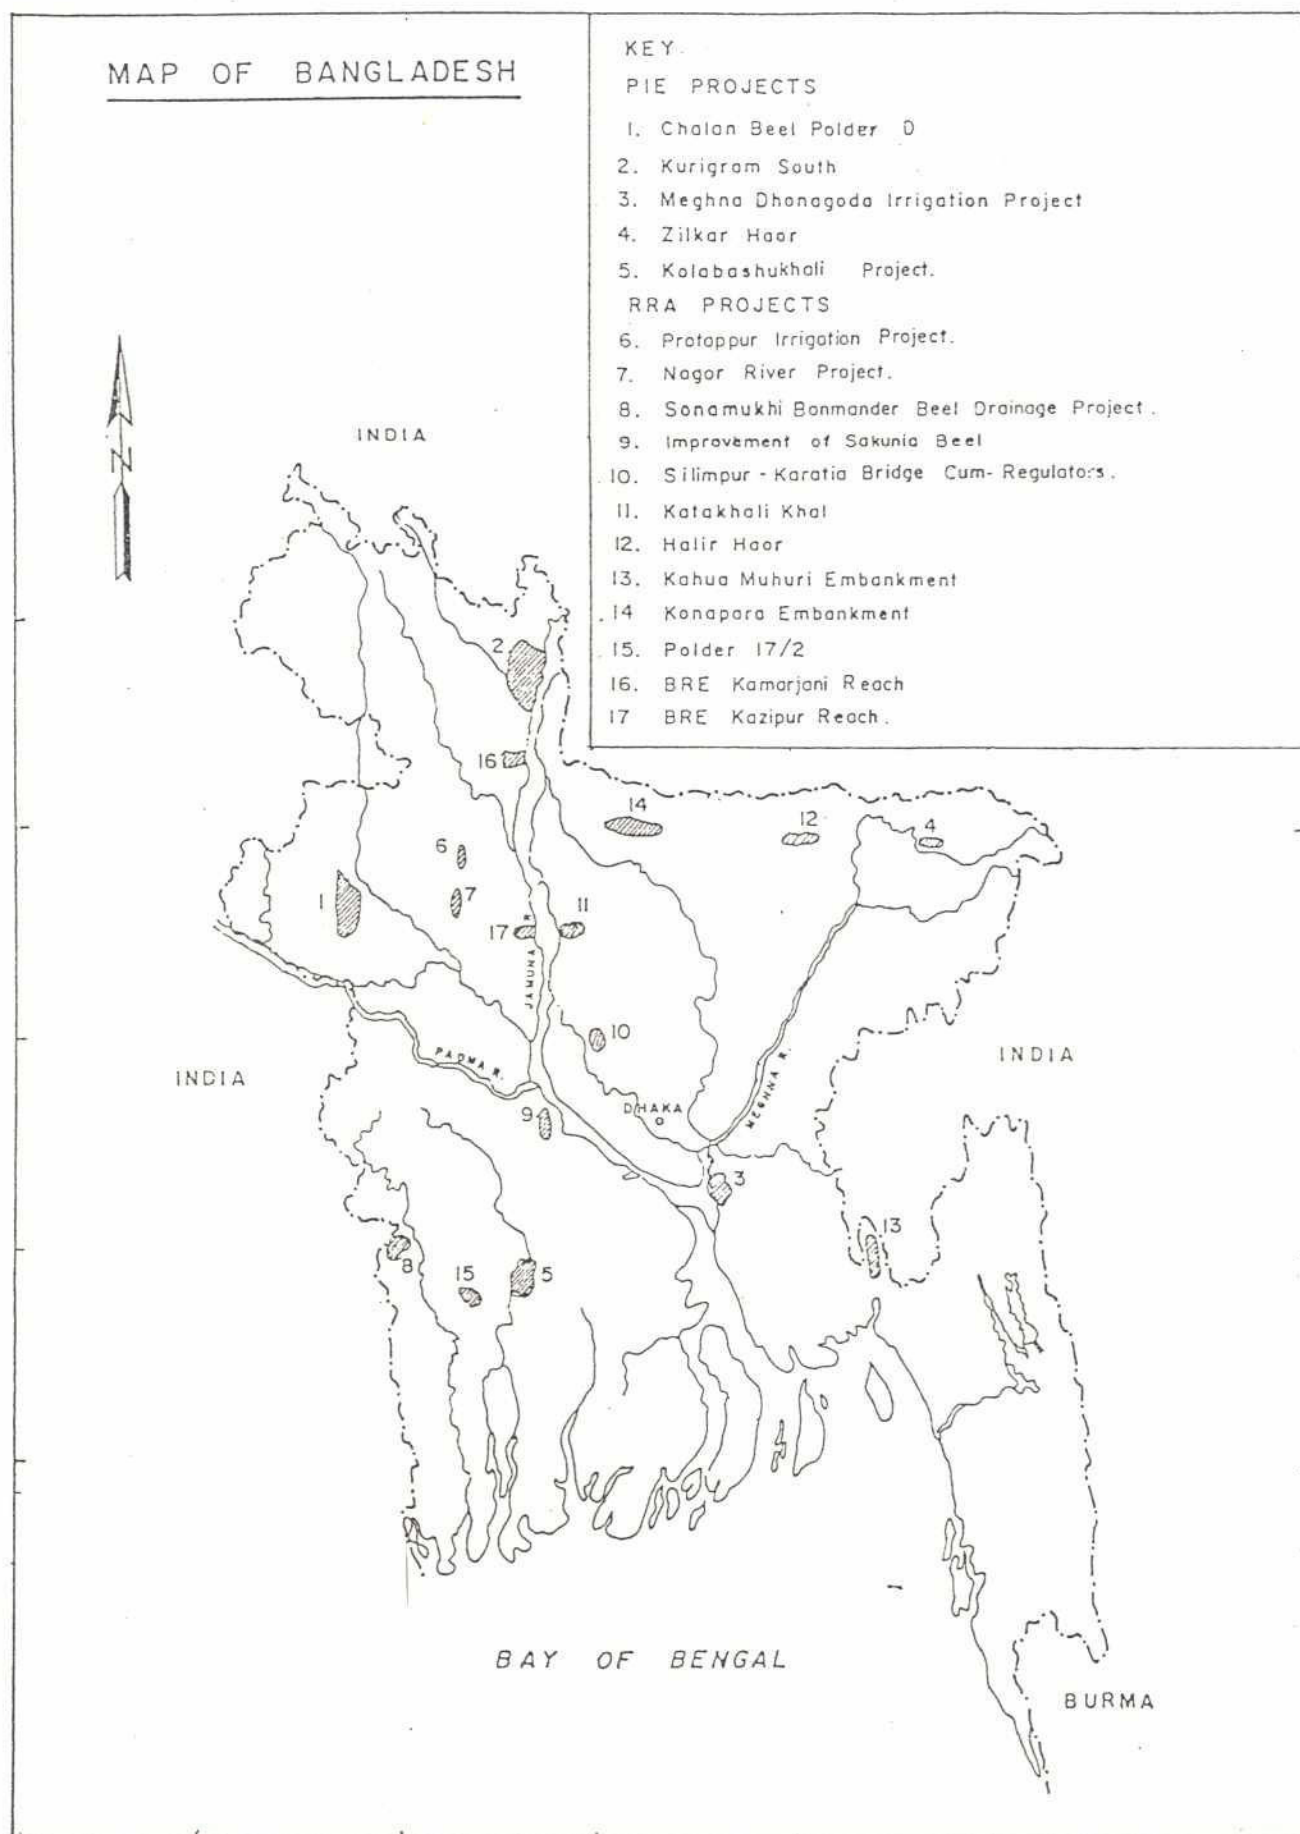 MAP OF BANGLADESH
KEY.
PIE PROJECTS
1. Chalan Beel Polder D
2. Kurigram South
3. Meghna Dhonagoda Irrigation Project
4. Zilkar Haor
5. Kolabashukhali Project.
RRA PROJECTS
6. Protappur Irrigation Project.
7. Nagor River Project.
8. Sonamukhi Bonmander Beel Drainage Project.
9. Improvement of Sakunia Beel
10. Silimpur - Karatia Bridge Cum- Regulators.
11. Katakhali Khal
12. Halir Haor
13. Kahua Muhuri Embankment
14 Konapara Embankment
15. Polder 17/2
16. BRE Kamarjani Reach
17 BRE Kazipur Reach.
N
INDIA
2
16
14
12
4
6
1
7
17
11
JAMUNA R
10
PADMA R.
INDIA
INDIA
MEGHNA R.
DHAKA
9
3
13
8
15
5
BAY OF BENGAL
BURMA